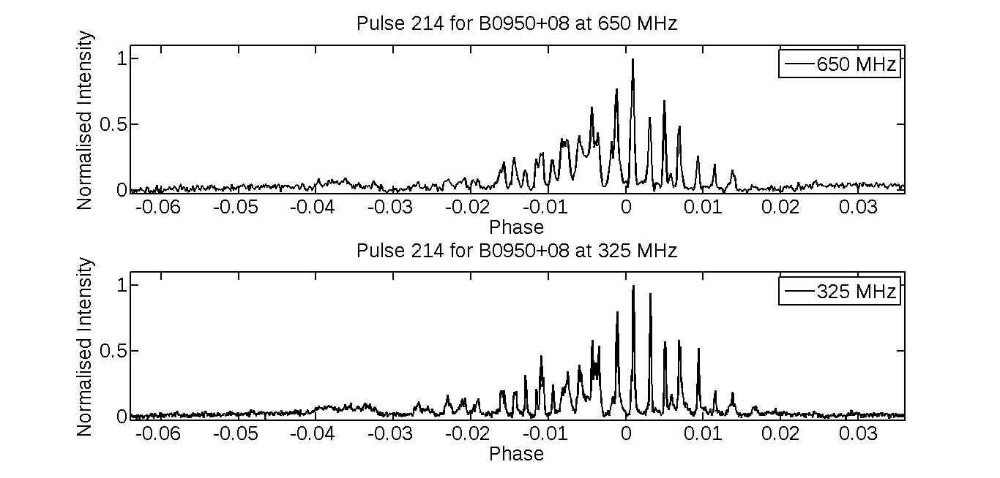 Pulse 214 for B0950+08 at 650 MHz
Normalised Intensity
1
0.5
0
650 MHz
-0.06 -0.05 -0.04 -0.03 -0.02 -0.01 0 0.01 0.02 0.03
Phase
Pulse 214 for B0950+08 at 325 MHz
Normalised Intensity
1
0.5
0
325 MHz
-0.06 -0.05 -0.04 -0.03 -0.02 -0.01 0 0.01 0.02 0.03
Phase